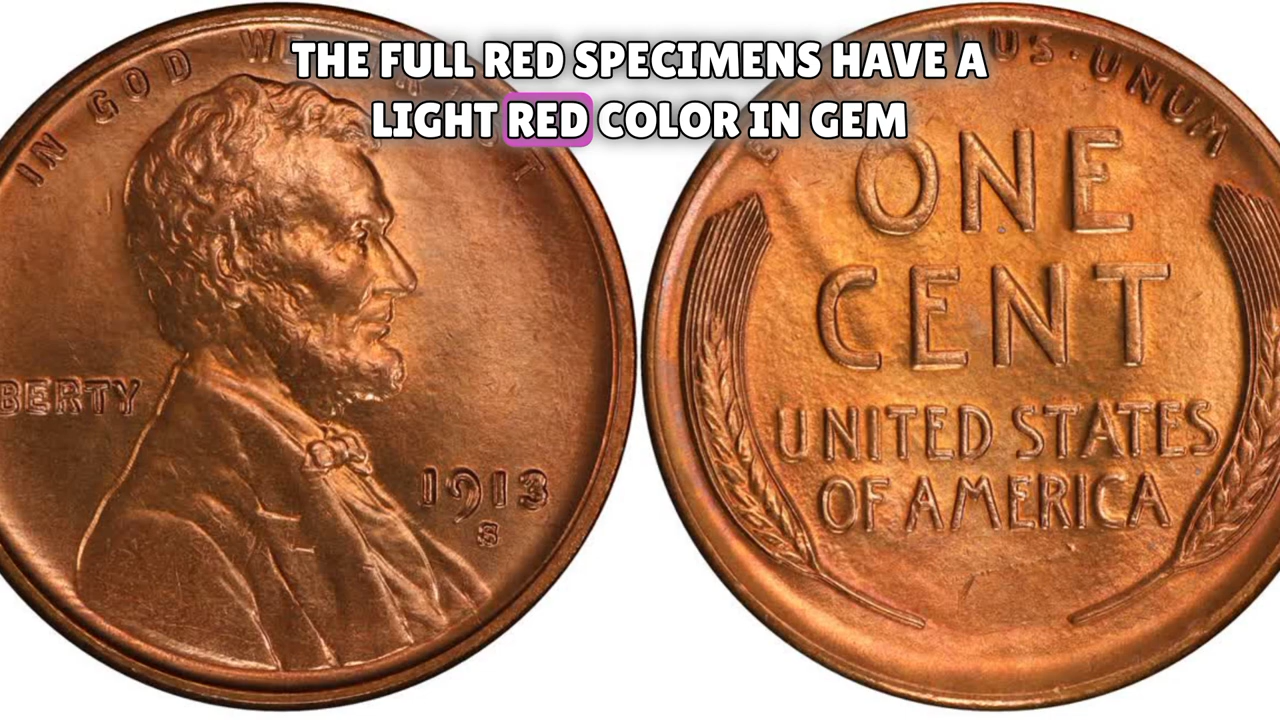 THE FULL RED SPECIMENS HAVE A
LIGHT RED COLOR IN GEM
IN GOD WE
BERTY
1913
S
UNUM
ONE
CENT
UNITED STATES
OF AMERICA